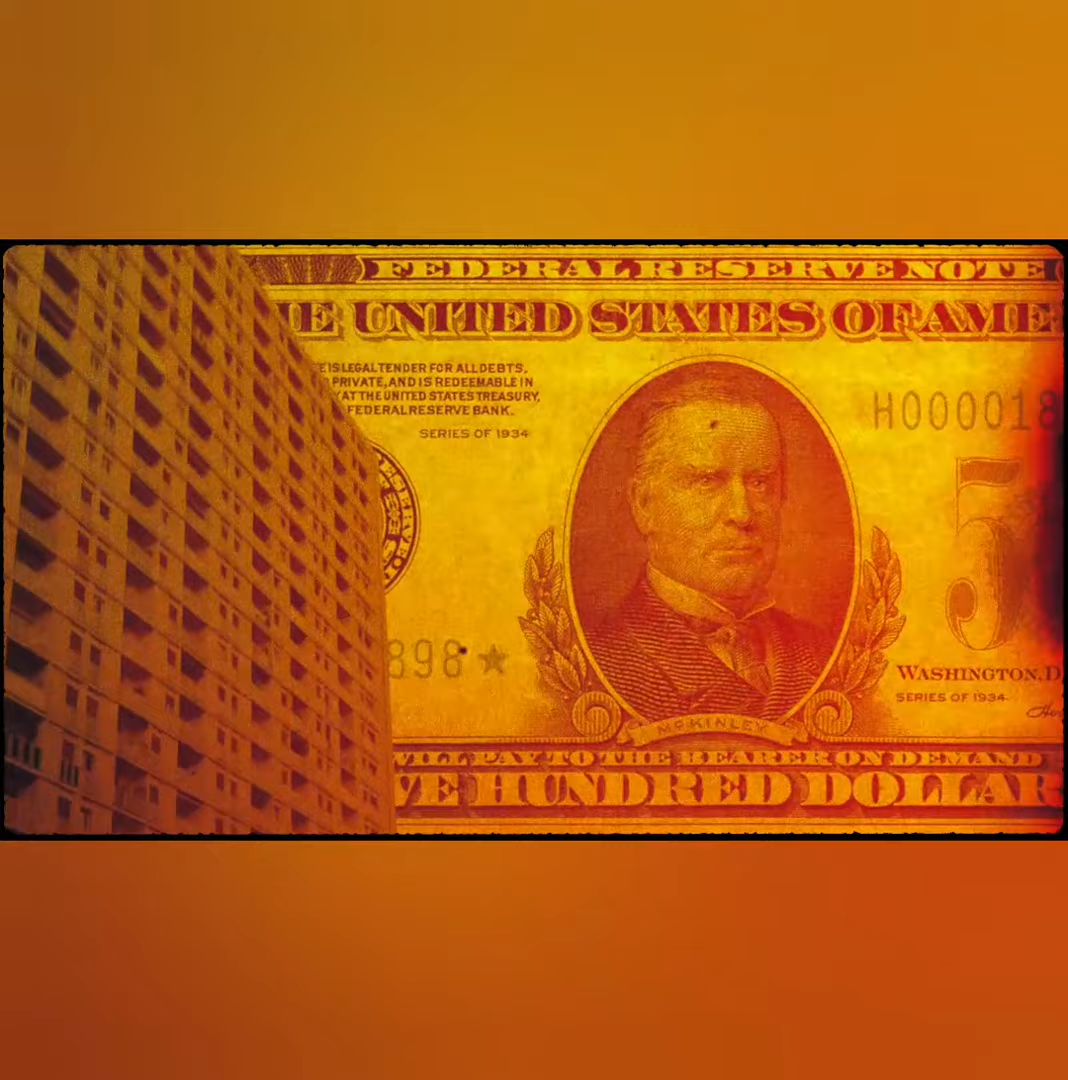 FEDERAL RESERVE NOTE
E UNITED STATES OF AME
E IS LEGAL TENDER FOR ALL DEBTS,
PRIVATE, AND IS REDEEMABLE IN
Y AT THE UNITED STATES TREASURY,
FEDERAL RESERVE BANK.
SERIES OF 1934
H000018
5
898★
WASHINGTON, D
SERIES OF 1934
MCKINLEY
WILL PAY TO THE BEARER ON DEMAND
VE HUNDRED DOLLAR